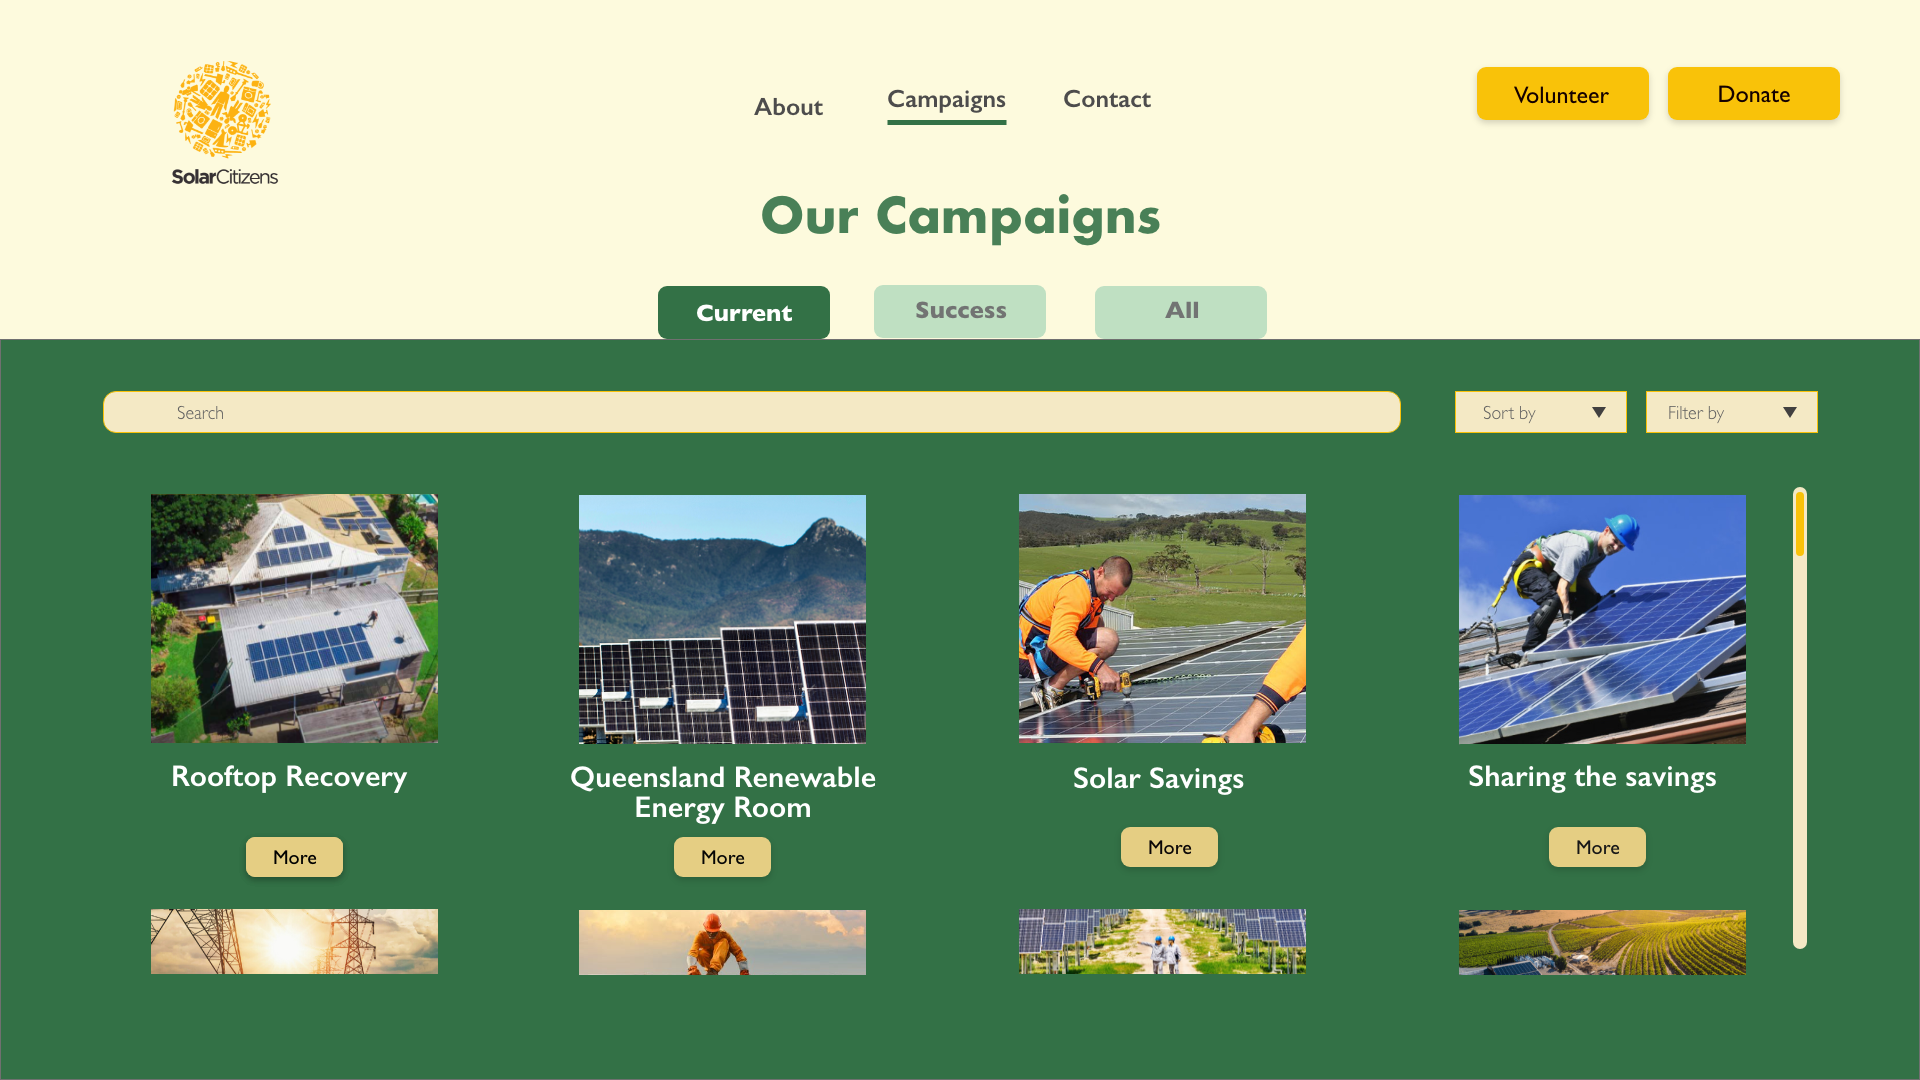 About
Campaigns
Contact
Volunteer
Donate
SolarCitizens
Our Campaigns
Current
Success
All
Search
Sort by
Filter by
Rooftop Recovery
Queensland Renewable
Energy Room
Solar Savings
Sharing the savings
More
More
More
More